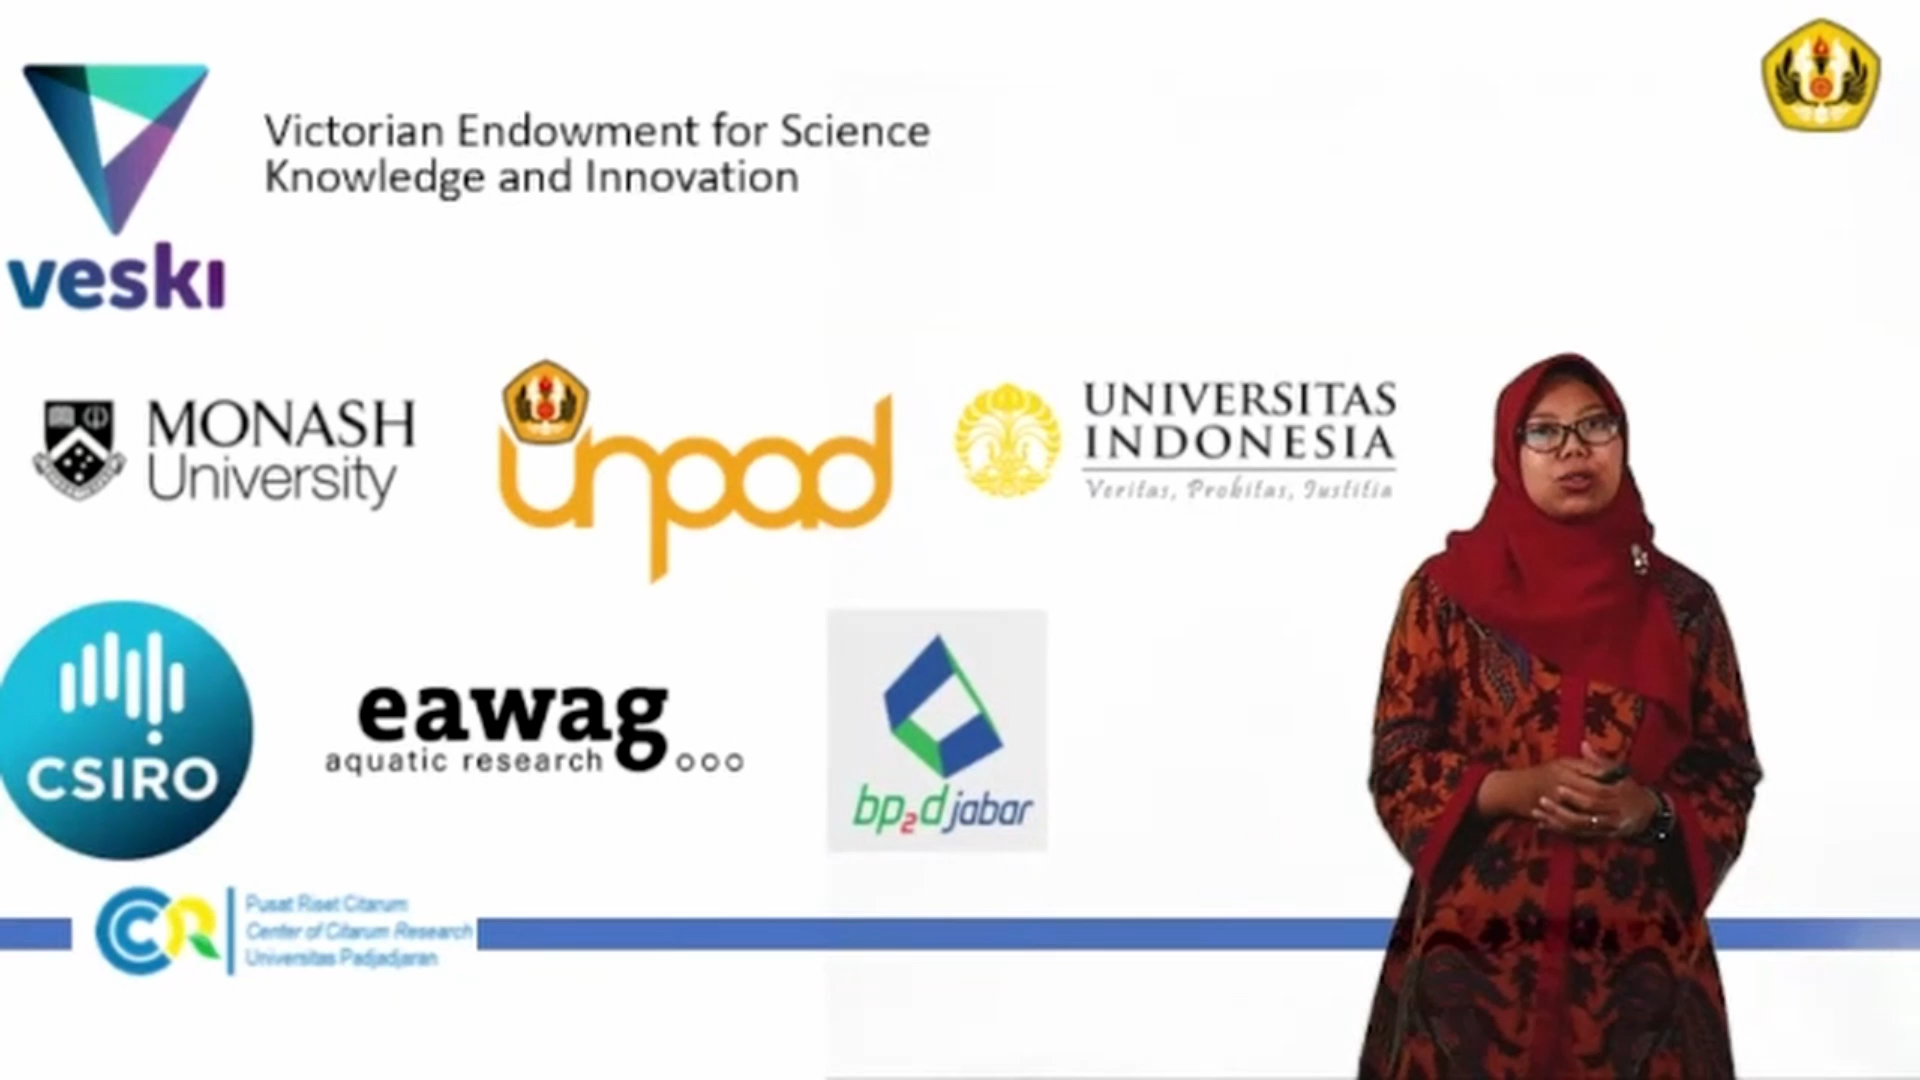 Victorian Endowment for Science
Knowledge and Innovation
veski
MONASH
University
unpad
UNIVERSITAS
INDONESIA
Veritas, Probitas, Iustitia
CSIRO
eawag
aquatic research
bp2d jabar
CCR
Pusat Riset Citarum
Center of Citarum Research
Universitas Padjadjaran